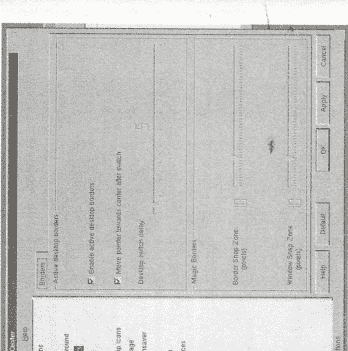 Borders
Active desktop borders
Enable active desktop borders
Move pointer towards center after switch
Desktop switch delay
Magic Borders
Border Snap Zone
(pixels)
Window Snap Zone
(pixels)
Help
Default
OK
Apply
Cancel